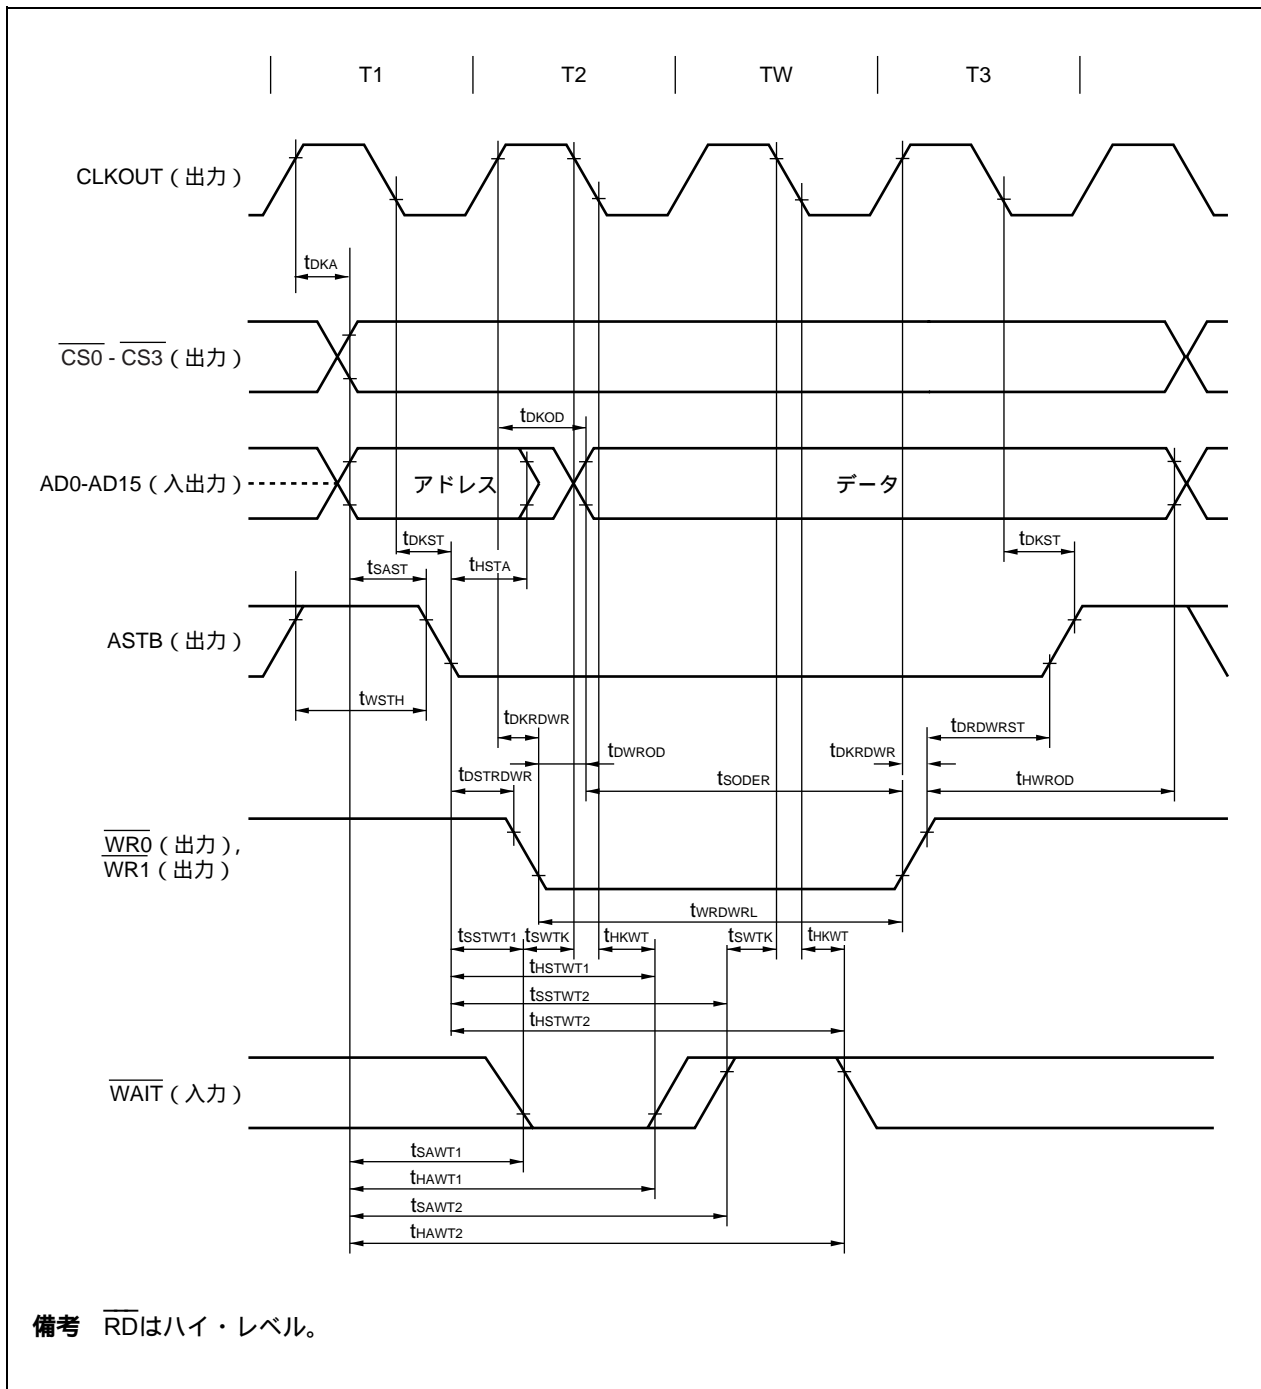 T1 T2 TW T3
CLKOUT（出力）
tDKA
CS0 - CS3（出力）
tDKOD
AD0-AD15（入出力） アドレス データ
tDKST tDKST
tSAST tHSTA
ASTB（出力）
tWSTH
tDKRDWR tDRDWRST
tDWROD tDKRDWR
tDSTRDWR tSODER tHWROD
WR0（出力）,
WR1（出力）
tWRDWRL
tSSTWT1 tSWTK tHKWT tSWTK tHKWT
tHSTWT1
tSSTWT2
tHSTWT2
WAIT（入力）
tSAWT1
tHAWT1
tSAWT2
tHAWT2
備考 RDはハイ・レベル。